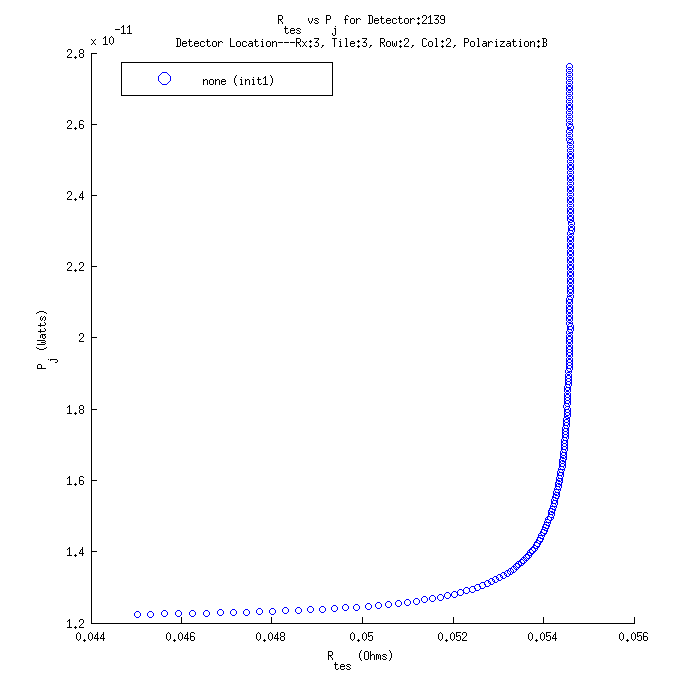 R_tes vs P_j for Detector:2139
Detector Location---Rx:3, Tile:3, Row:2, Col:2, Polarization:B
x 10^-11
none (init1)
2.8
2.6
2.4
2.2
2
1.8
1.6
1.4
1.2
P_j (Watts)
0.044 0.046 0.048 0.05 0.052 0.054 0.056
R_tes (Ohms)